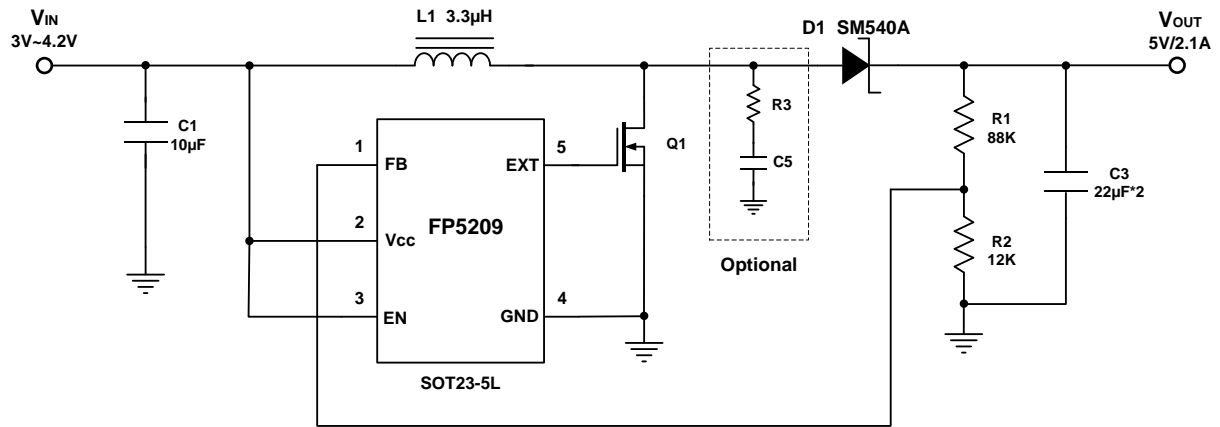 VIN
3V~4.2V
L1 3.3µH
D1 SM540A
VOUT
5V/2.1A
C1
10µF
1
FB
5
EXT
Q1
R3
C5
R1
88K
C3
22µF*2
FP5209
2
Vcc
R2
12K
Optional
3
EN
4
GND
SOT23-5L